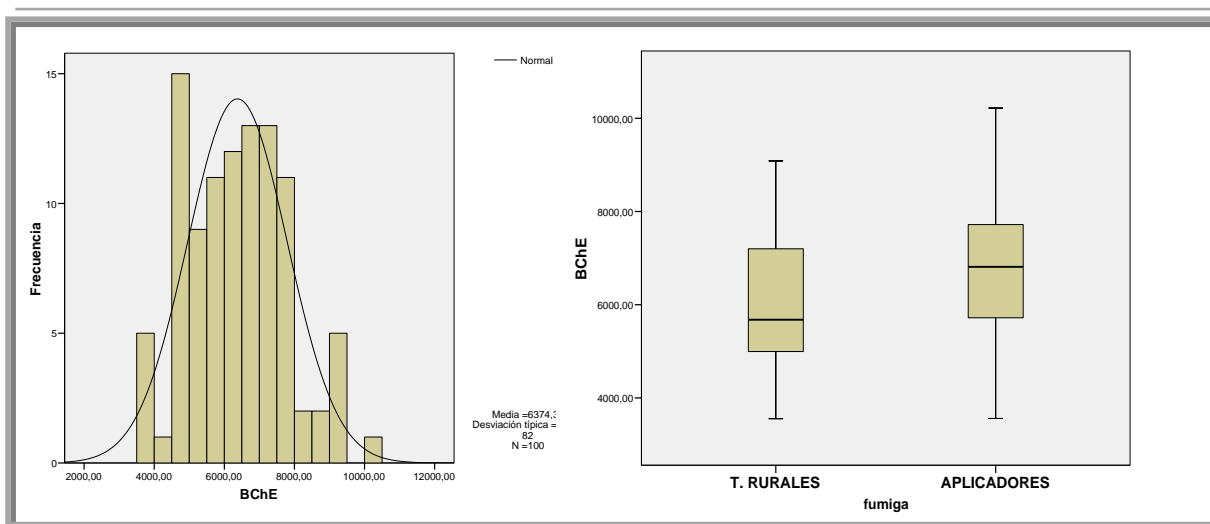 Normal
15
10
5
0
Frecuencia
2000,00 4000,00 6000,00 8000,00 10000,00 12000,00
BChE
Media =6374,3
Desviación típica =
82
N =100
10000,00
8000,00
6000,00
4000,00
BChE
T. RURALES APLICADORES
fumiga